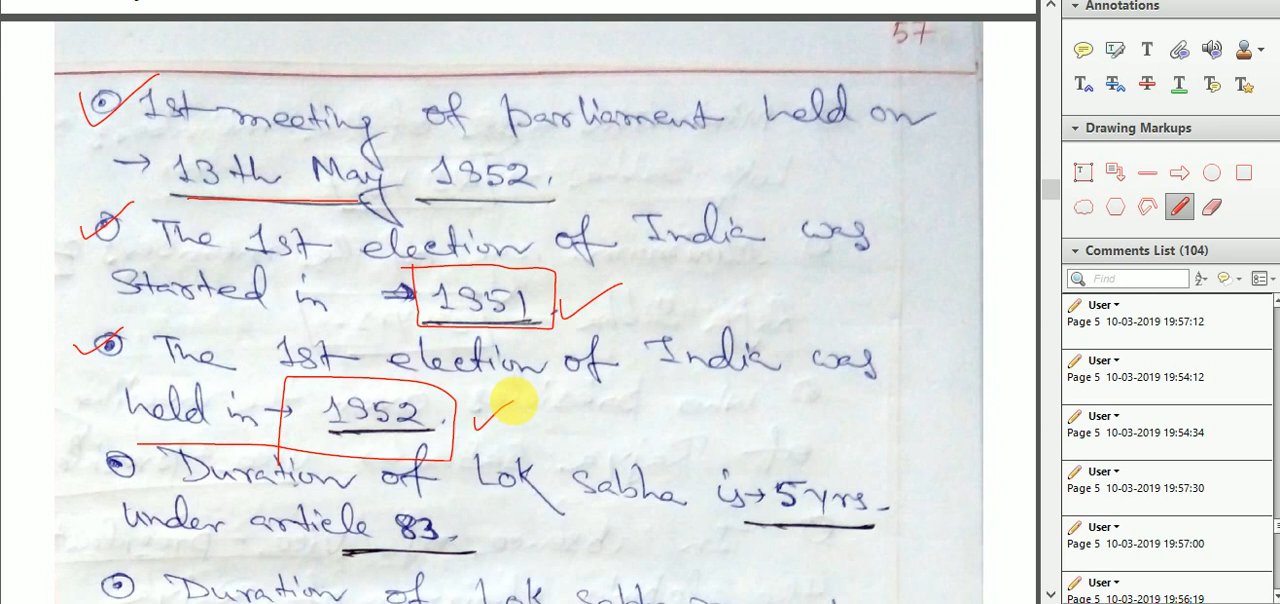 57
1st meeting of parliament held on
→ 13th May 1952.
The 1st election of India was
Started in → 1951.
The 1st election of India was
held in → 1952.
Duration of Lok Sabha is → 5 yrs.
under article 83.
Duration of Lok Sabha
Annotations
Drawing Markups
Comments List (104)
Find
User
Page 5 10-03-2019 19:57:12
User
Page 5 10-03-2019 19:54:12
User
Page 5 10-03-2019 19:54:34
User
Page 5 10-03-2019 19:57:30
User
Page 5 10-03-2019 19:57:00
User
Page 5 10-03-2019 19:56:19